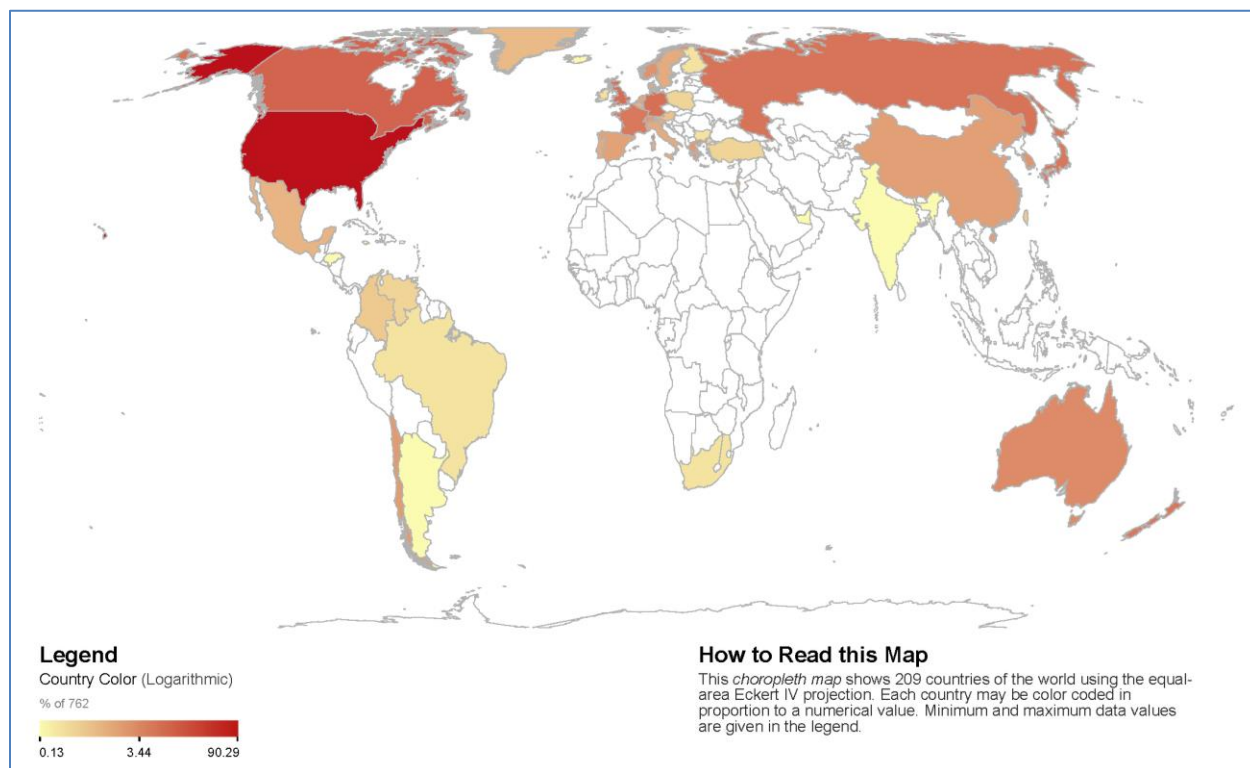 Legend
Country Color (Logarithmic)
% of 762
0.13 3.44 90.29
How to Read this Map
This choropleth map shows 209 countries of the world using the equal-
area Eckert IV projection. Each country may be color coded in
proportion to a numerical value. Minimum and maximum data values
are given in the legend.